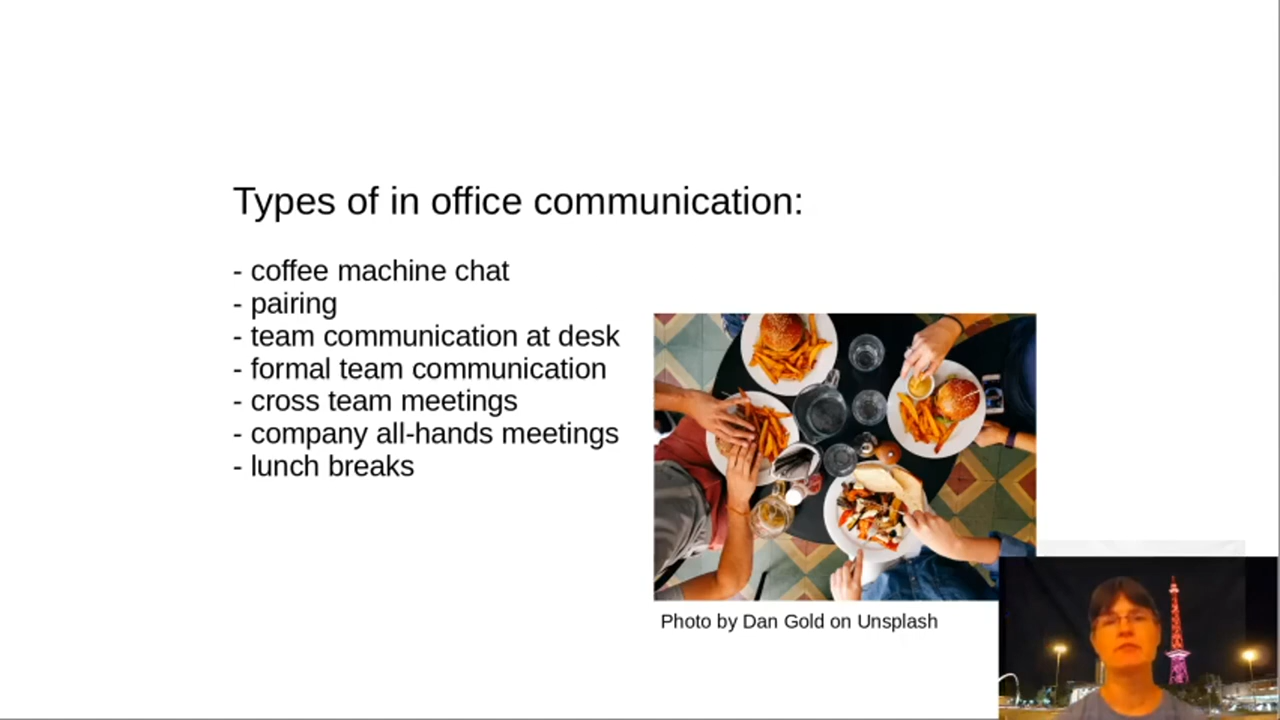 Types of in office communication:
- coffee machine chat
- pairing
- team communication at desk
- formal team communication
- cross team meetings
- company all-hands meetings
- lunch breaks
Photo by Dan Gold on Unsplash